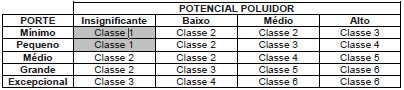 POTENCIAL POLUIDOR
PORTE Insignificante Baixo Médio Alto
Mínimo Classe 1 Classe 2 Classe 2 Classe 3
Pequeno Classe 1 Classe 2 Classe 3 Classe 4
Médio Classe 2 Classe 2 Classe 4 Classe 5
Grande Classe 2 Classe 3 Classe 5 Classe 6
Excepcional Classe 3 Classe 4 Classe 6 Classe 6